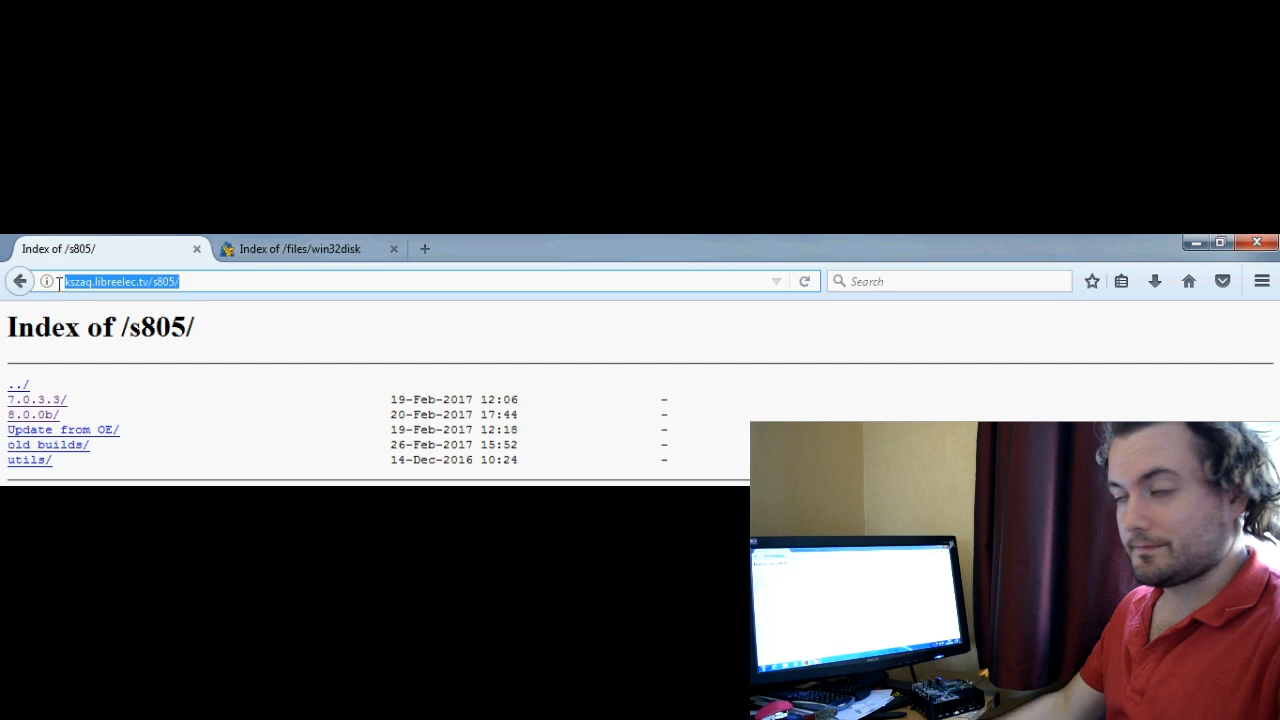 Index of /s805/
Index of /files/win32disk
kszaq.libreelec.tv/s805/
Search
Index of /s805/
../
7.0.3.3/ 19-Feb-2017 12:06 -
8.0.0b/ 20-Feb-2017 17:44 -
Update from OE/ 19-Feb-2017 12:18 -
old builds/ 26-Feb-2017 15:52 -
utils/ 14-Dec-2016 10:24 -